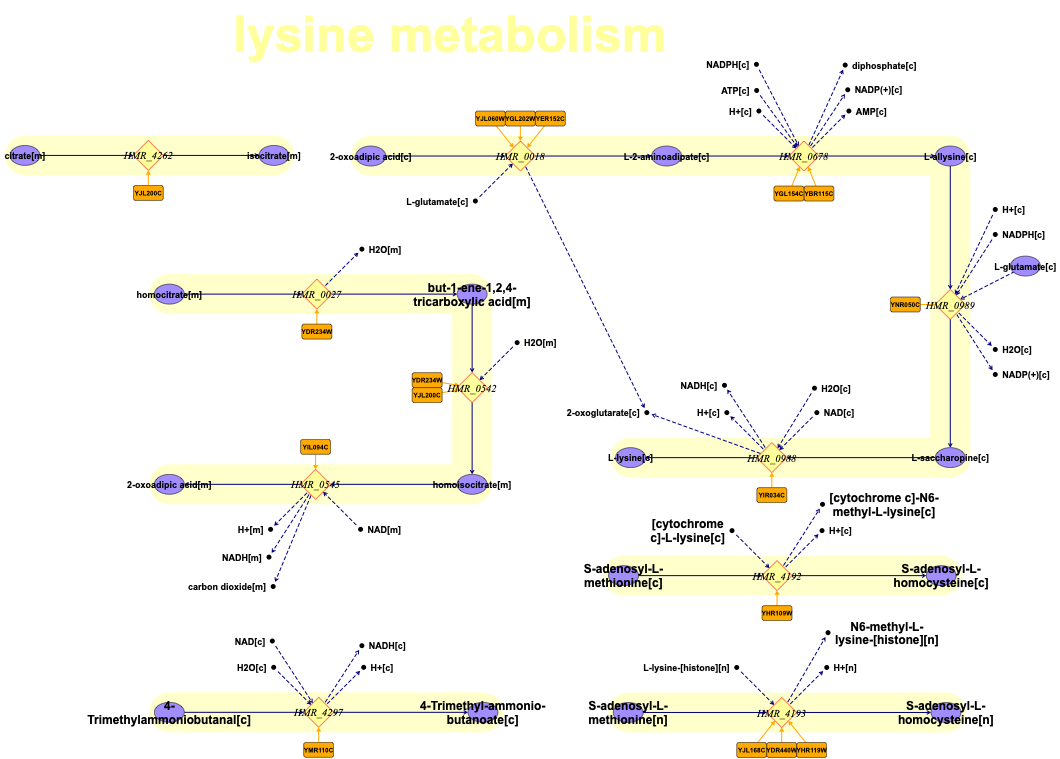 lysine metabolism
NADPH[c]
diphosphate[c]
ATP[c]
NADP(+)[c]
H+[c]
AMP[c]
YJL060W
YGL202W
YER152C
citrate[m]
HMR_4262
isocitrate[m]
2-oxoadipic acid[c]
HMR_0018
L-2-aminoadipate[c]
HMR_0678
L-allysine[c]
YJL200C
YGL154C
YBR115C
L-glutamate[c]
H+[c]
NADPH[c]
H2O[m]
L-glutamate[c]
homocitrate[m]
HMR_0027
but-1-ene-1,2,4-
tricarboxylic acid[m]
YNR050C
HMR_0989
YDR234W
H2O[m]
H2O[c]
NADP(+)[c]
YDR234W
YJL200C
HMR_0542
NADH[c]
H2O[c]
2-oxoglutarate[c]
H+[c]
NAD[c]
YIL094C
L-lysine[c]
HMR_0988
L-saccharopine[c]
2-oxoadipic acid[m]
HMR_0545
homoisocitrate[m]
YIR034C
H+[m]
NAD[m]
NADH[m]
carbon dioxide[m]
[cytochrome
c]-L-lysine[c]
[cytochrome c]-N6-
methyl-L-lysine[c]
H+[c]
S-adenosyl-L-
methionine[c]
HMR_4192
S-adenosyl-L-
homocysteine[c]
YHR109W
NAD[c]
NADH[c]
H2O[c]
H+[c]
N6-methyl-L-
lysine-[histone][n]
L-lysine-[histone][n]
H+[n]
4-
Trimethylammoniobutanal[c]
HMR_4297
4-Trimethyl-ammonio-
butanoate[c]
S-adenosyl-L-
methionine[n]
HMR_4193
S-adenosyl-L-
homocysteine[n]
YMR110C
YJL168C
YDR440W
YHR119W